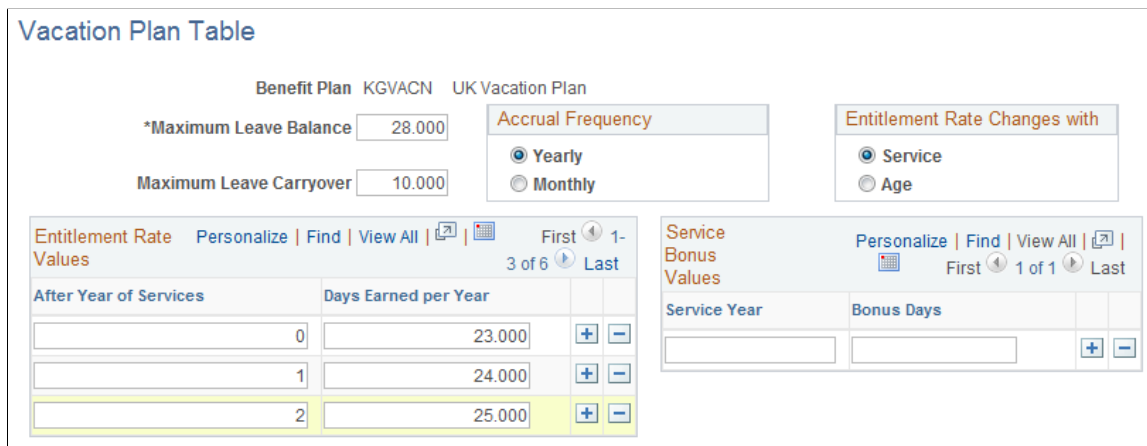 Vacation Plan Table
Benefit Plan KGVACN UK Vacation Plan
*Maximum Leave Balance 28.000
Maximum Leave Carryover 10.000
Accrual Frequency
Yearly
Monthly
Entitlement Rate Changes with
Service
Age
Entitlement Rate Values Personalize | Find | View All | | First 1-3 of 6 Last
After Year of Services Days Earned per Year
0 23.000 + -
1 24.000 + -
2 25.000 + -
Service Bonus Values Personalize | Find | View All | | First 1 of 1 Last
Service Year Bonus Days
+ -